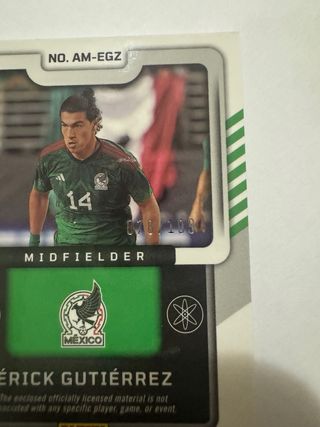 NO. AM-EGZ
14
MIDFIELDER
MÉXICO
ÉRICK GUTIÉRREZ
The enclosed officially licensed material is not
associated with any specific player, game, or event.